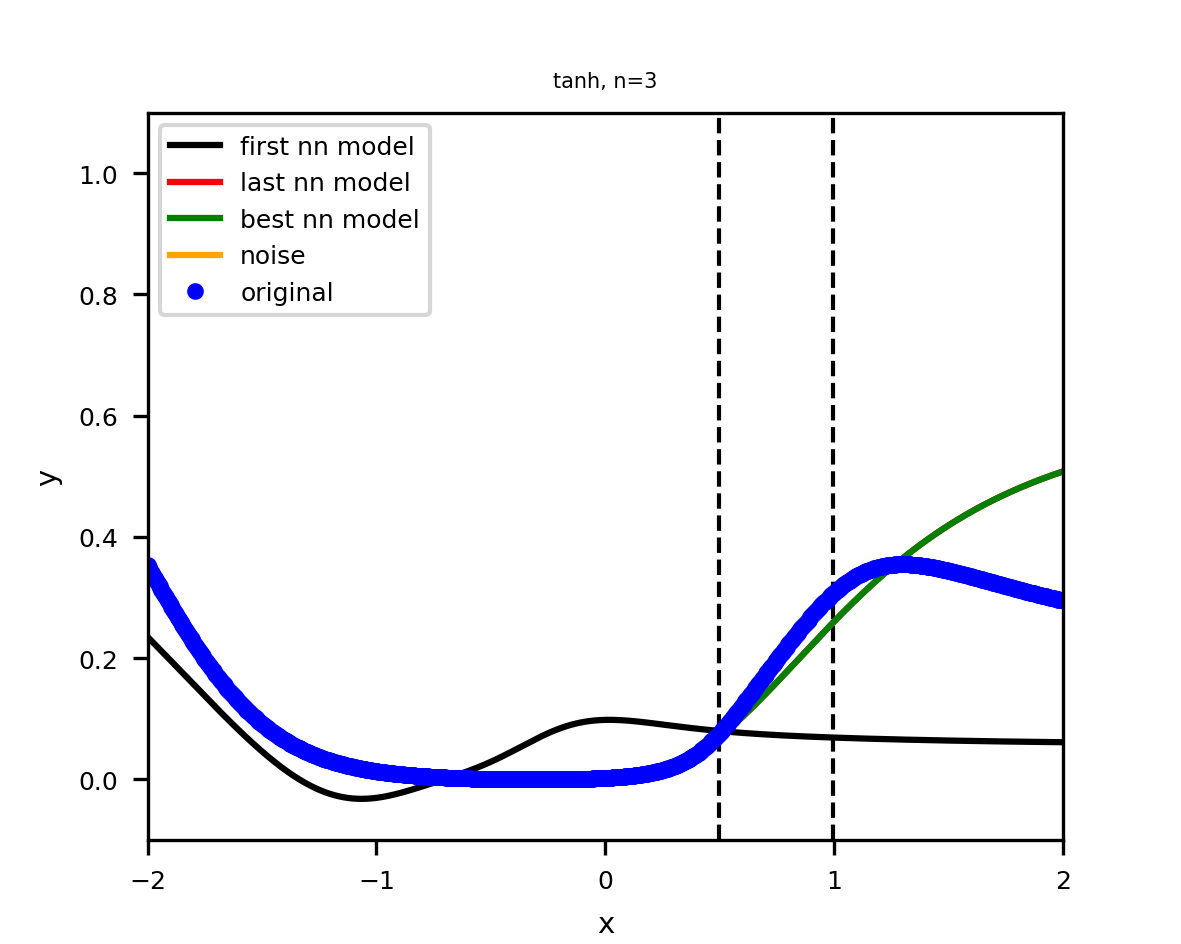 tanh, n=3
first nn model
last nn model
best nn model
noise
original
1.0
0.8
0.6
0.4
0.2
0.0
y
−2
−1
0
1
2
x